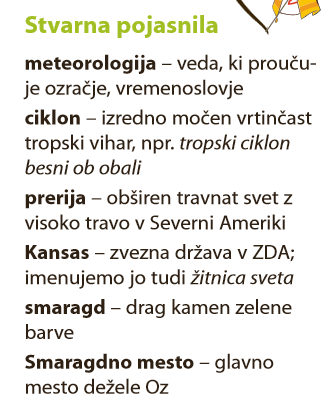 Stvarna pojasnila
meteorologija – veda, ki prouču-
je ozračje, vremenoslovje
ciklon – izredno močen vrtinčast
tropski vihar, npr. tropski ciklon
besni ob obali
prerija – obširen travnat svet z
visoko travo v Severni Ameriki
Kansas – zvezna država v ZDA;
imenujemo jo tudi žitnica sveta
smaragd – drag kamen zelene
barve
Smaragdno mesto – glavno
mesto dežele Oz